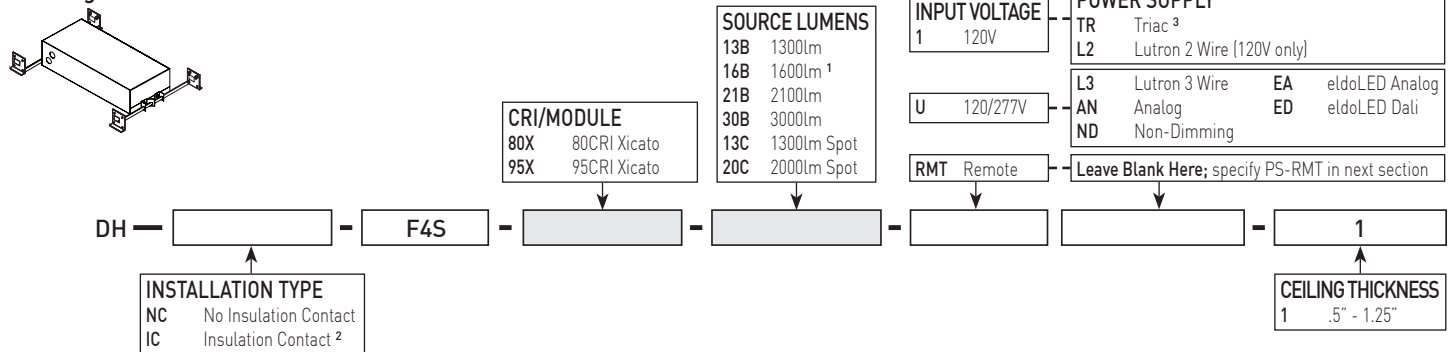 SOURCE LUMENS
13B 1300lm
16B 1600lm ¹
21B 2100lm
30B 3000lm
13C 1300lm Spot
20C 2000lm Spot
INPUT VOLTAGE
1 120V
POWER SUPPLY
TR Triac ³
L2 Lutron 2 Wire (120V only)
U 120/277V
L3 Lutron 3 Wire EA eldoLED Analog
AN Analog ED eldoLED Dali
ND Non-Dimming
CRI/MODULE
80X 80CRI Xicato
95X 95CRI Xicato
RMT Remote
Leave Blank Here; specify PS-RMT in next section
DH — - F4S - - - - 1
INSTALLATION TYPE
NC No Insulation Contact
IC Insulation Contact ²
CEILING THICKNESS
1 .5" - 1.25"